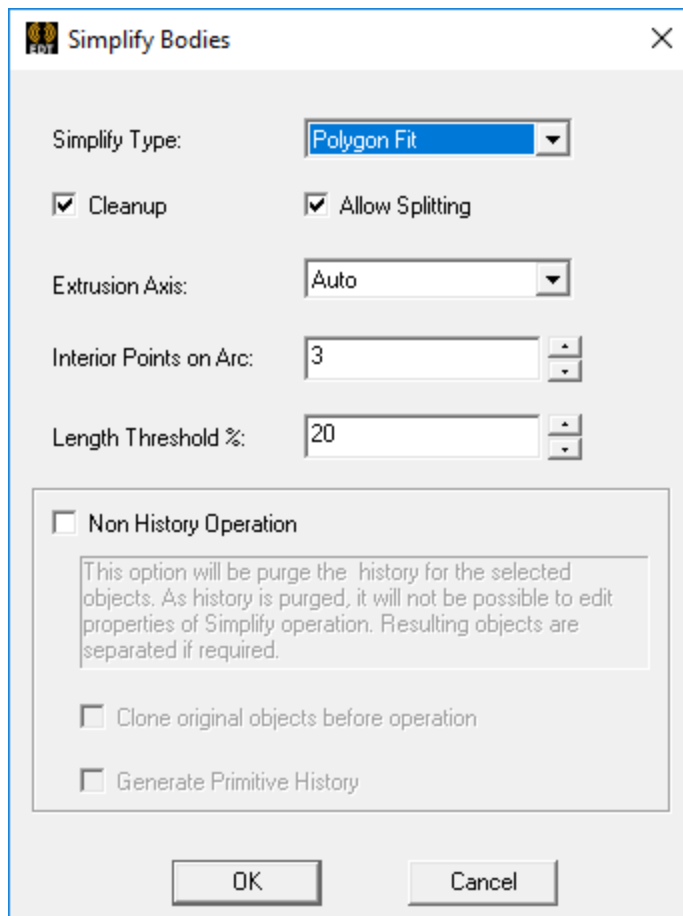 EDT Simplify Bodies
Simplify Type: Polygon Fit
Cleanup Allow Splitting
Extrusion Axis: Auto
Interior Points on Arc: 3
Length Threshold %: 20
Non History Operation
This option will be purge the  history for the selected
objects. As history is purged, it will not be possible to edit
properties of Simplify operation. Resulting objects are
separated if required.
Clone original objects before operation
Generate Primitive History
OK Cancel